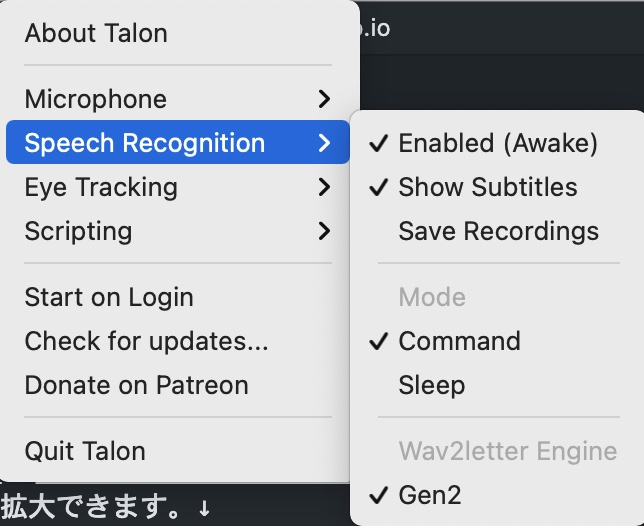 About Talon
.io
Microphone
Speech Recognition
Eye Tracking
Scripting
Start on Login
Check for updates...
Donate on Patreon
Quit Talon
Enabled (Awake)
Show Subtitles
Save Recordings
Mode
Command
Sleep
Wav2letter Engine
Gen2
拡大できます。↓